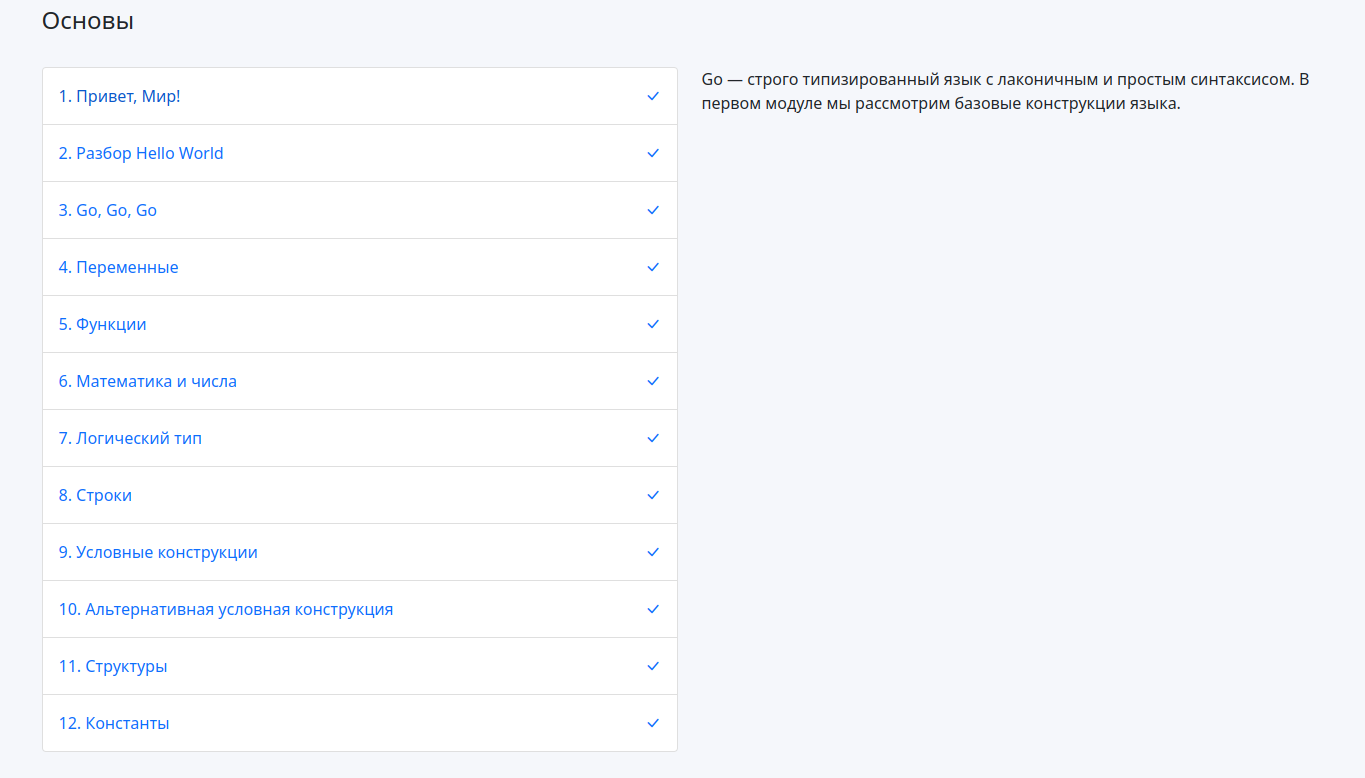 Основы
1. Привет, Мир!
2. Разбор Hello World
3. Go, Go, Go
4. Переменные
5. Функции
6. Математика и числа
7. Логический тип
8. Строки
9. Условные конструкции
10. Альтернативная условная конструкция
11. Структуры
12. Константы
Go — строго типизированный язык с лаконичным и простым синтаксисом. В
первом модуле мы рассмотрим базовые конструкции языка.